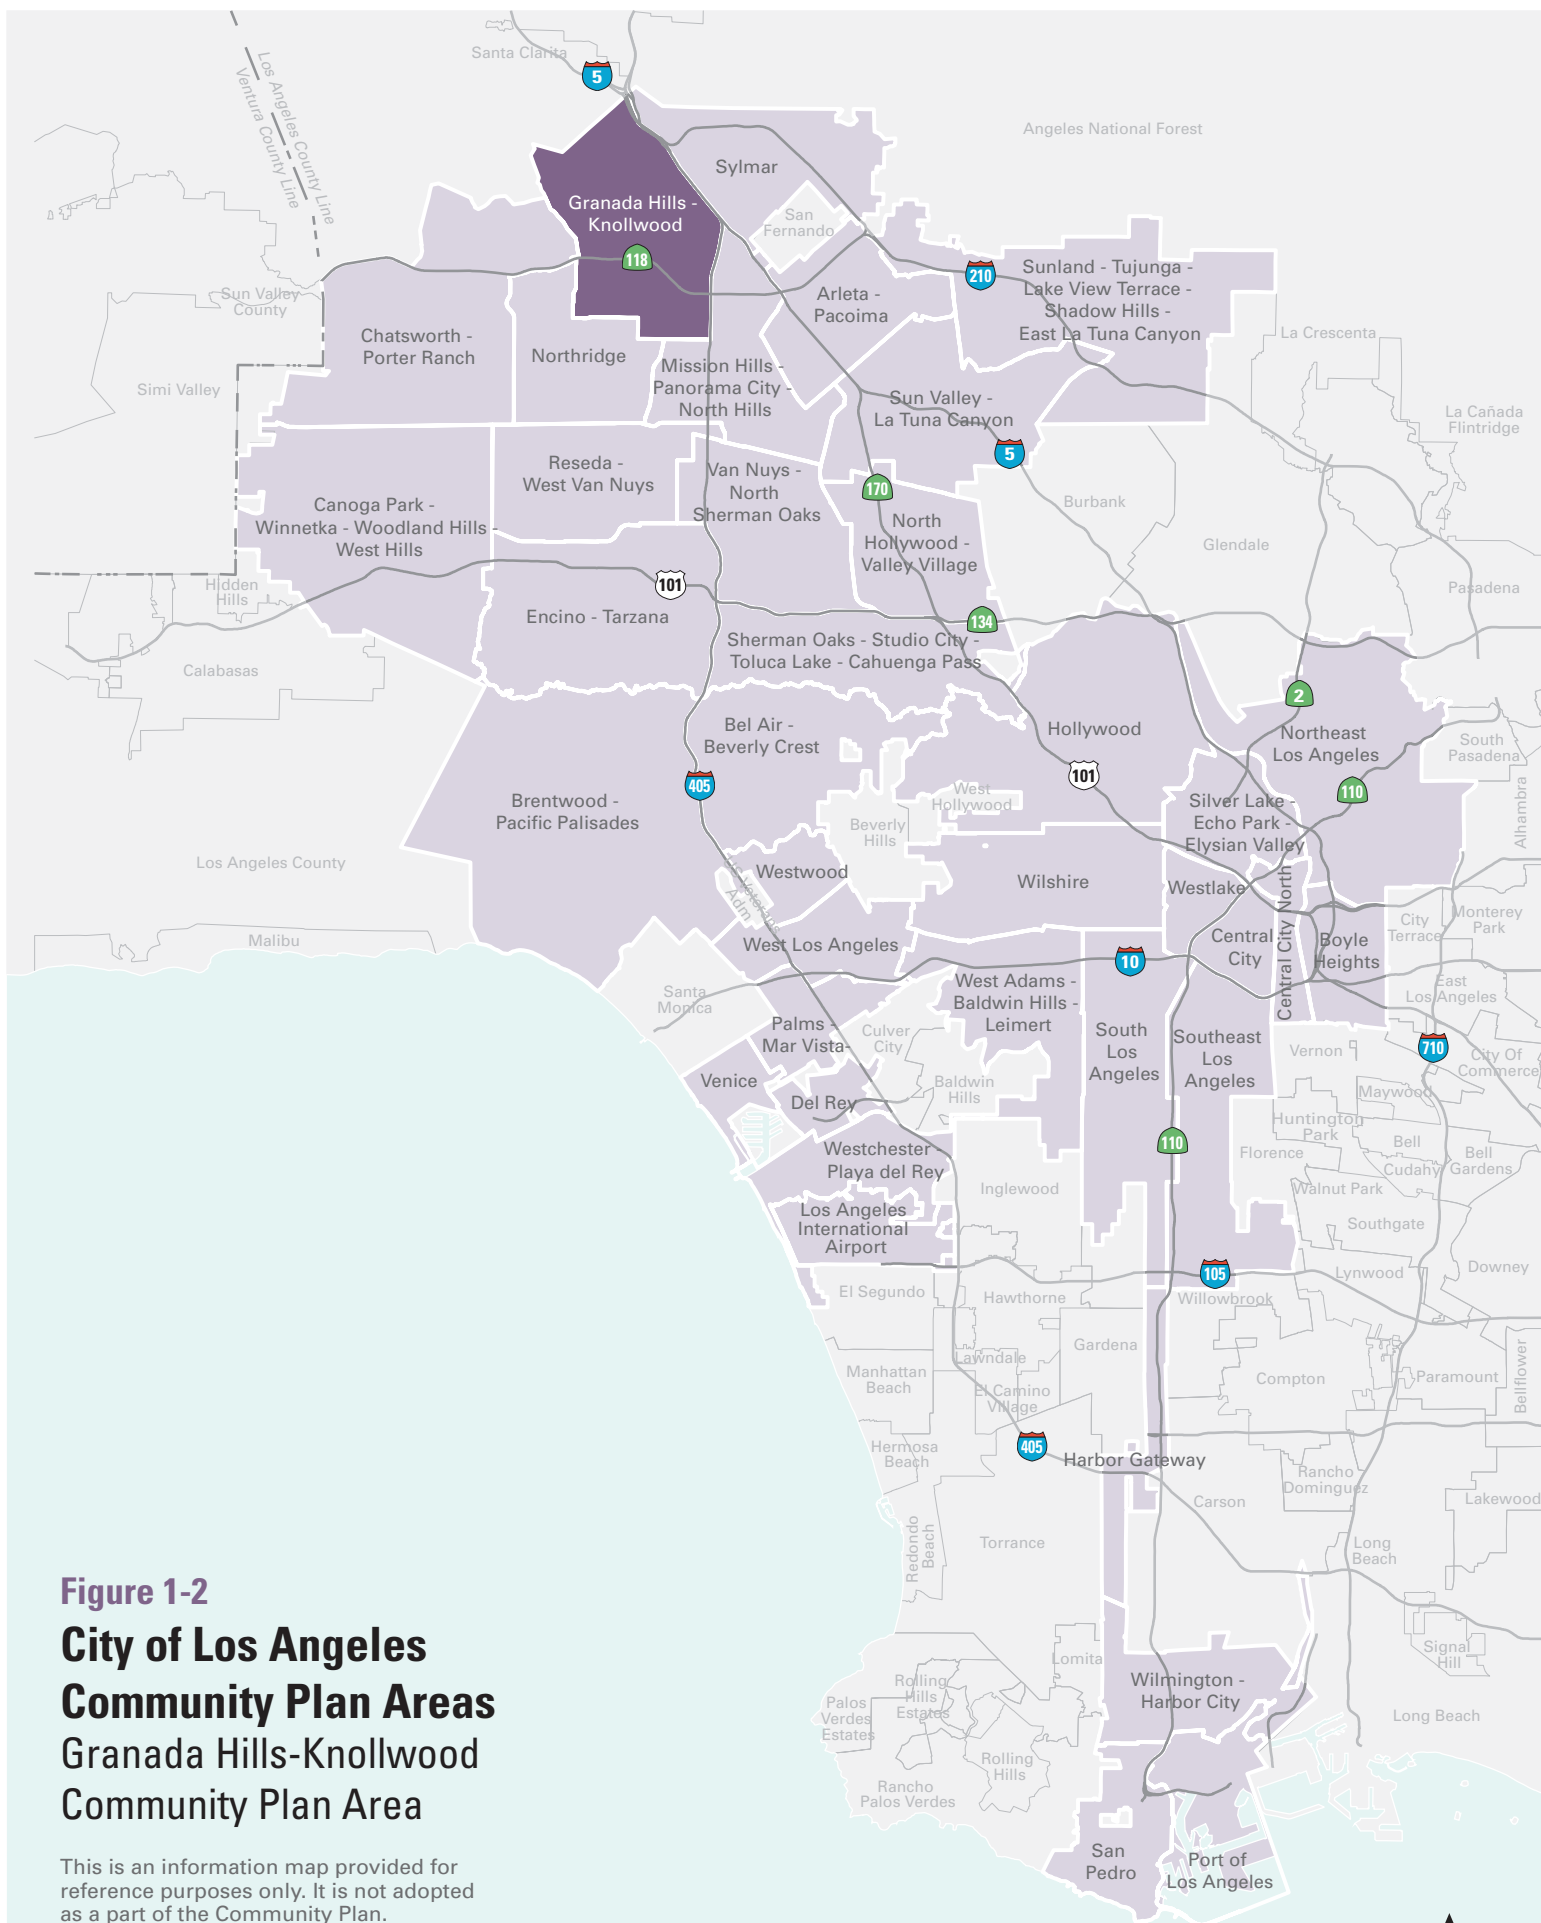 Santa Clarita
5
Los Angeles County Line
Ventura County Line
Angeles National Forest
Sylmar
Granada Hills -
Knollwood
San
Fernando
118
210
Sunland - Tujunga -
Lake View Terrace -
Shadow Hills -
East La Tuna Canyon
Sun Valley
County
Arleta -
Pacoima
La Crescenta
Chatsworth -
Porter Ranch
Northridge
Mission Hills -
Panorama City -
North Hills
Simi Valley
Sun Valley -
La Tuna Canyon
La Cañada
Flintridge
5
Reseda -
West Van Nuys
Van Nuys -
North
Sherman Oaks
170
Canoga Park -
Winnetka - Woodland Hills -
West Hills
North
Hollywood -
Valley Village
Burbank
Glendale
Pasadena
Hidden
Hills
101
Encino - Tarzana
134
Sherman Oaks - Studio City -
Toluca Lake - Cahuenga Pass
Calabasas
2
Bel Air -
Beverly Crest
Hollywood
Northeast
Los Angeles
South
Pasadena
405
101
110
Brentwood -
Pacific Palisades
West
Hollywood
Silver Lake -
Echo Park -
Elysian Valley
Alhambra
Beverly
Hills
Los Angeles County
US Veterans
Adm
Westwood
Wilshire
Westlake
Central City North
City
Terrace
Monterey
Park
Malibu
West Los Angeles
Central
City
Boyle
Heights
10
Santa
Monica
West Adams -
Baldwin Hills -
Leimert
East
Los Angeles
Palms -
Mar Vista-
Culver
City
South
Los
Angeles
Southeast
Los
Angeles
Vernon
710
City Of
Commerce
Venice
Del Rey
Baldwin
Hills
Maywood
Huntington
Park
Bell
Cudahy
Bell
Gardens
110
Westchester -
Playa del Rey
Florence
Inglewood
Walnut Park
Los Angeles
International
Airport
Southgate
105
Lynwood
Downey
El Segundo
Hawthorne
Willowbrook
Gardena
Lawndale
Manhattan
Beach
El Camino
Village
Compton
Paramount
Bellflower
Hermosa
Beach
405
Harbor Gateway
Rancho
Dominguez
Carson
Lakewood
Redondo
Beach
Torrance
Long
Beach
Signal
Hill
Lomita
Rolling
Hills
Estates
Palos
Verdes
Estates
Wilmington -
Harbor City
Long Beach
Rolling
Hills
Rancho
Palos Verdes
San
Pedro
Port of
Los Angeles
Figure 1-2
City of Los Angeles
Community Plan Areas
Granada Hills-Knollwood
Community Plan Area
This is an information map provided for
reference purposes only. It is not adopted
as a part of the Community Plan.